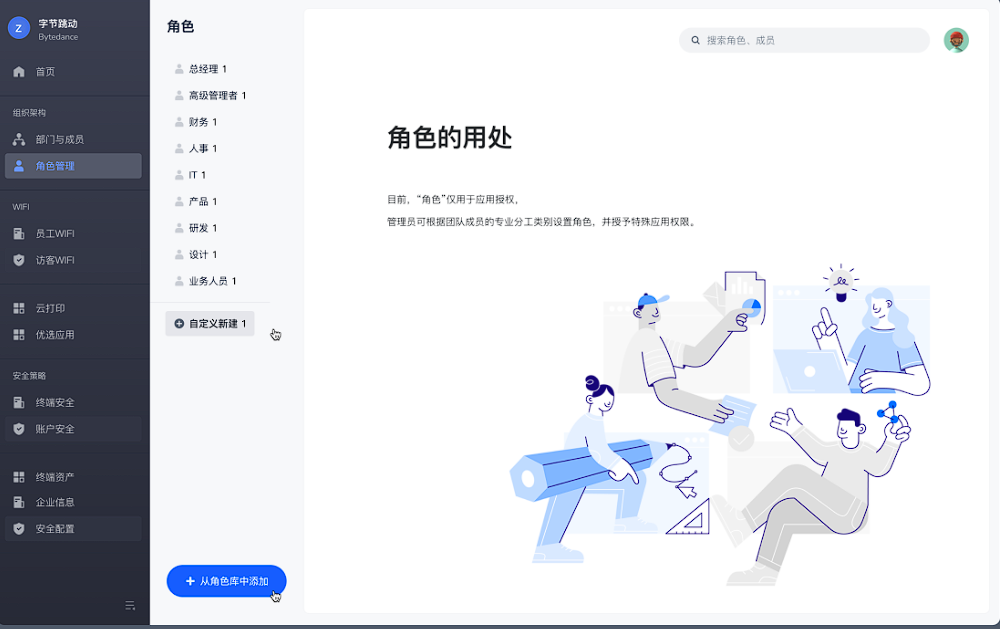 Z
字节跳动
Bytedance
首页
组织架构
部门与成员
角色管理
WIFI
员工WIFI
访客WIFI
云打印
优选应用
安全策略
终端安全
账户安全
终端资产
企业信息
安全配置
角色
总经理 1
高级管理者 1
财务 1
人事 1
IT 1
产品 1
研发 1
设计 1
业务人员 1
自定义新建 1
从角色库中添加
搜索角色、成员
角色的用处
目前，“角色”仅用于应用授权，
管理员可根据团队成员的专业分工类别设置角色，并授予特殊应用权限。